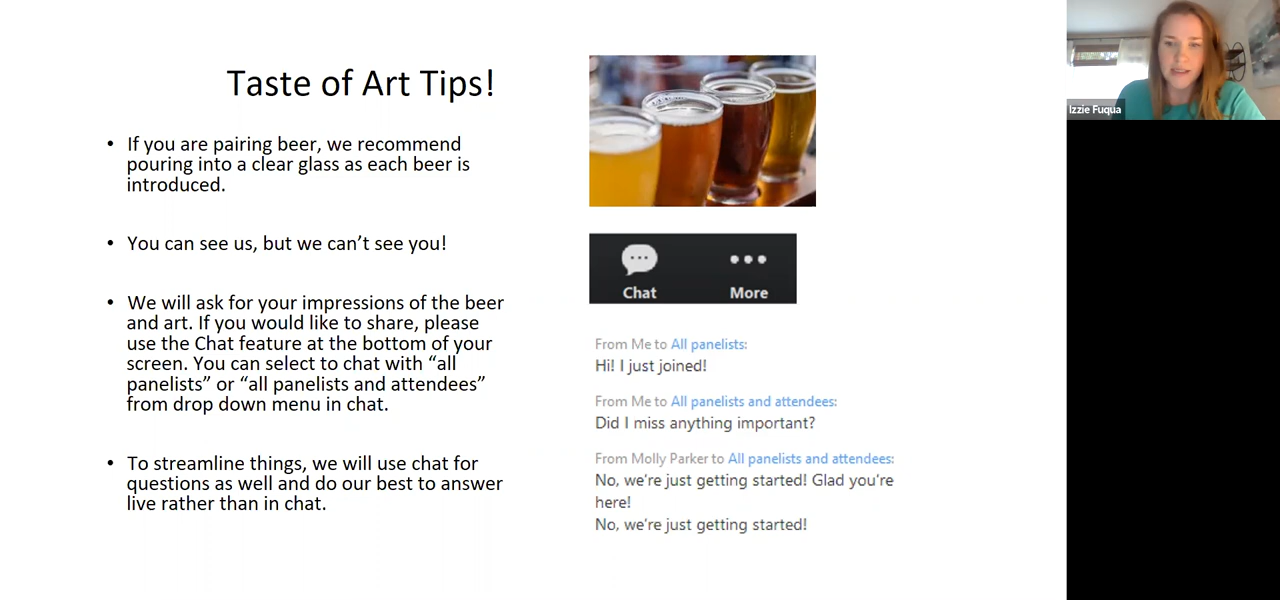 Taste of Art Tips!
• If you are pairing beer, we recommend
pouring into a clear glass as each beer is
introduced.
• You can see us, but we can’t see you!
• We will ask for your impressions of the beer
and art. If you would like to share, please
use the Chat feature at the bottom of your
screen. You can select to chat with “all
panelists” or “all panelists and attendees”
from drop down menu in chat.
• To streamline things, we will use chat for
questions as well and do our best to answer
live rather than in chat.
Chat
More
From Me to All panelists:
Hi! I just joined!
From Me to All panelists and attendees:
Did I miss anything important?
From Molly Parker to All panelists and attendees:
No, we're just getting started! Glad you're
here!
No, we're just getting started!
Izzie Fuqua